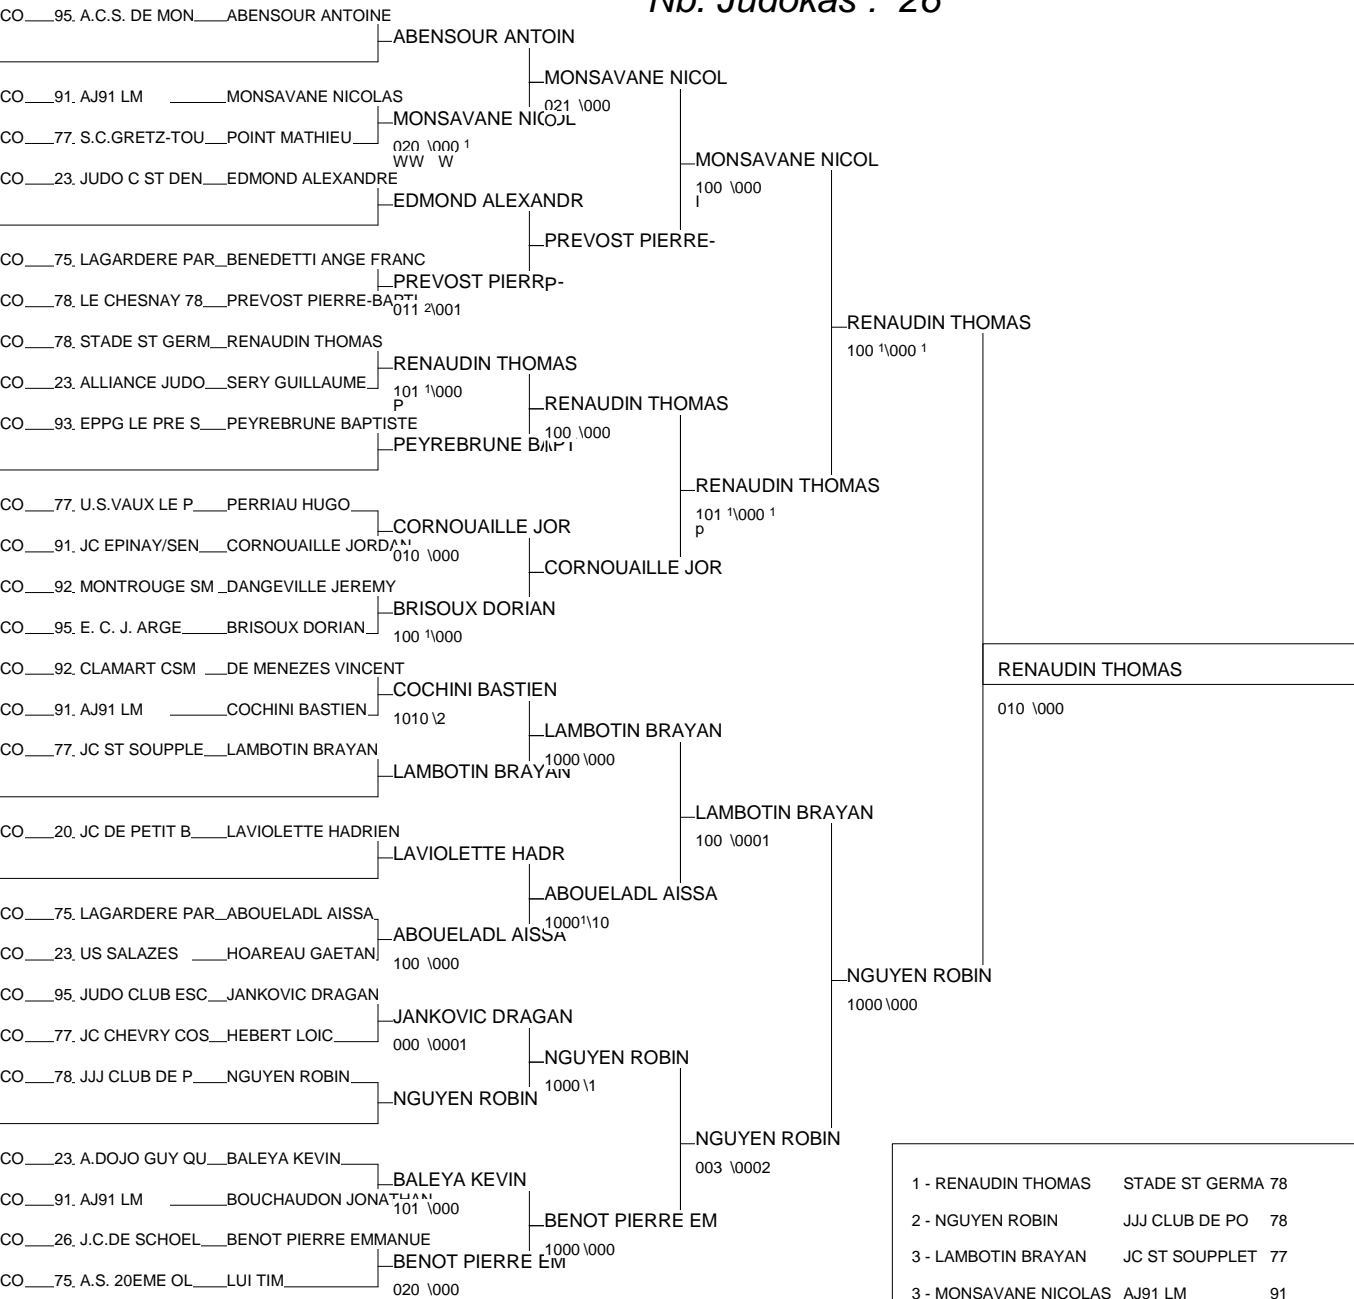 Nb. Judokas : 26
CO 95 A.C.S. DE MON ABENSOUR ANTOINE
ABENSOUR ANTOIN
MONSAVANE NICOL
021 \000
CO 91 AJ91 LM MONSAVANE NICOLAS
MONSAVANE NICOL
020 \000 1
WW W
CO 77 S.C.GRETZ-TOU POINT MATHIEU
MONSAVANE NICOL
100 \000
I
CO 23 JUDO C ST DEN EDMOND ALEXANDRE
EDMOND ALEXANDR
PREVOST PIERRE-
CO 75 LAGARDERE PAR BENEDETTI ANGE FRANC
PREVOST PIERR -
011 2\001
CO 78 LE CHESNAY 78 PREVOST PIERRE-BAPTI
RENAUDIN THOMAS
100 1\000 1
CO 78 STADE ST GERM RENAUDIN THOMAS
RENAUDIN THOMAS
101 1\000
P
CO 23 ALLIANCE JUDO SERY GUILLAUME
RENAUDIN THOMAS
100 \000
CO 93 EPPG LE PRE S PEYREBRUNE BAPTISTE
PEYREBRUNE BAPT
RENAUDIN THOMAS
101 1\000 1
p
CO 77 U.S.VAUX LE P PERRIAU HUGO
CORNOUAILLE JOR
010 \000
CO 91 JC EPINAY/SEN CORNOUAILLE JORDAN
CORNOUAILLE JOR
CO 92 MONTROUGE SM DANGEVILLE JEREMY
BRISOUX DORIAN
100 1\000
CO 95 E. C. J. ARGE BRISOUX DORIAN
RENAUDIN THOMAS
010 \000
CO 92 CLAMART CSM DE MENEZES VINCENT
COCHINI BASTIEN
1010 \2
CO 91 AJ91 LM COCHINI BASTIEN
LAMBOTIN BRAYAN
1000 \000
CO 77 JC ST SOUPPLE LAMBOTIN BRAYAN
LAMBOTIN BRAYAN
LAMBOTIN BRAYAN
100 \0001
CO 20 JC DE PETIT B LAVIOLETTE HADRIEN
LAVIOLETTE HADR
ABOUELADL AISSA
1000 1\10
CO 75 LAGARDERE PAR ABOUELADL AISSA
ABOUELADL AISSA
100 \000
CO 23 US SALAZES HOAREAU GAETAN
NGUYEN ROBIN
1000 \000
CO 95 JUDO CLUB ESC JANKOVIC DRAGAN
JANKOVIC DRAGAN
000 \0001
CO 77 JC CHEVRY COS HEBERT LOIC
NGUYEN ROBIN
1000 \1
CO 78 JJJ CLUB DE P NGUYEN ROBIN
NGUYEN ROBIN
NGUYEN ROBIN
003 \0002
CO 23 A.DOJO GUY QU BALEYA KEVIN
BALEYA KEVIN
101 \000
CO 91 AJ91 LM BOUCHAUDON JONATHAN
BENOT PIERRE EM
1000 \000
CO 26 J.C.DE SCHOEL BENOT PIERRE EMMANUE
BENOT PIERRE EM
020 \000
CO 75 A.S. 20EME OL LUI TIM
1 - RENAUDIN THOMAS STADE ST GERMA 78
2 - NGUYEN ROBIN JJJ CLUB DE PO 78
3 - LAMBOTIN BRAYAN JC ST SOUPPLET 77
3 - MONSAVANE NICOLAS AJ91 LM 91